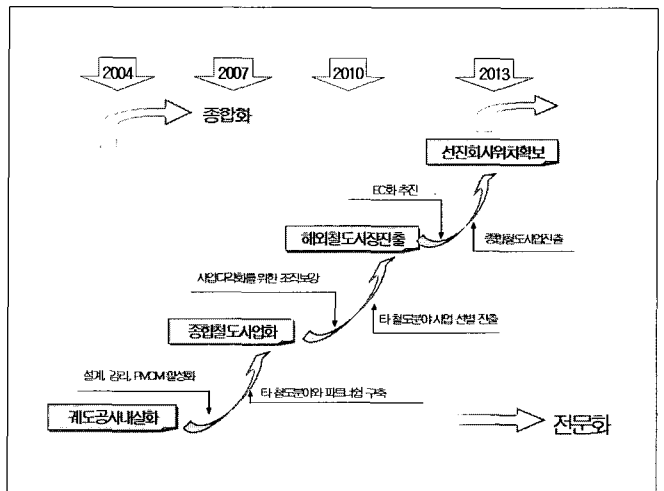 2004 2007 2010 2013
종합화
선진회사위치확보
EC화 추진
해외철도시장진출
종합철도사업진출
사업다각화를 위한 조직보강
종합철도사업화
타 철도분야 사업 선별 진출
설계, 감리, PM/CM 활성화
타 철도분야와 파트너쉽 구축
궤도공사내실화
전문화